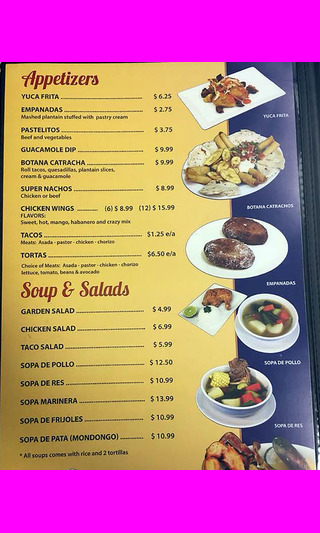 Appetizers
YUCA FRITA ........ $ 6.25
EMPANADAS ........ $ 2.75
Mashed plantain stuffed with pastry cream
PASTELITOS ........ $ 3.75
Beef and vegetables
GUACAMOLE DIP ........ $ 9.99
BOTANA CATRACHA ........ $ 9.99
Roll tacos, quesadillas, plantain slices,
cream & guacamole
SUPER NACHOS ........ $ 8.99
Chicken or beef
CHICKEN WINGS ........ (6) $ 8.99 (12) $ 15.99
FLAVORS:
Sweet, hot, mango, habanero and crazy mix
TACOS ........ $1.25 e/a
Meats: Asada - pastor - chicken - chorizo
TORTAS ........ $6.50 e/a
Choice of Meats: Asada - pastor - chicken - chorizo
lettuce, tomato, beans & avocado
Soup & Salads
GARDEN SALAD ........ $ 4.99
CHICKEN SALAD ........ $ 6.99
TACO SALAD ........ $ 5.99
SOPA DE POLLO ........ $ 12.50
SOPA DE RES ........ $ 10.99
SOPA MARINERA ........ $ 13.99
SOPA DE FRIJOLES ........ $ 10.99
SOPA DE PATA (MONDONGO) ........ $ 10.99
* All soups comes with rice and 2 tortillas
YUCA FRITA
BOTANA CATRACHOS
EMPANADAS
SOPA DE POLLO
SOPA DE RES